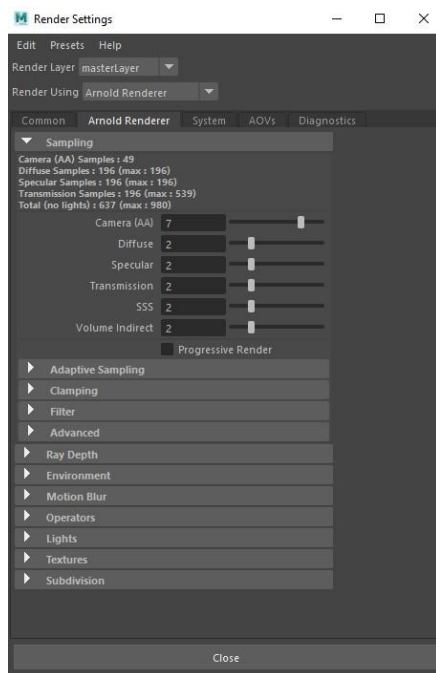 Render Settings
Edit Presets Help
Render Layer masterLayer
Render Using Arnold Renderer
Common Arnold Renderer System AOVs Diagnostics
Sampling
Camera (AA) Samples : 49
Diffuse Samples : 196 (max : 196)
Specular Samples : 196 (max : 196)
Transmission Samples : 196 (max : 539)
Total (no lights) : 637 (max : 980)
Camera (AA) 7
Diffuse 2
Specular 2
Transmission 2
SSS 2
Volume Indirect 2
Progressive Render
Adaptive Sampling
Clamping
Filter
Advanced
Ray Depth
Environment
Motion Blur
Operators
Lights
Textures
Subdivision
Close